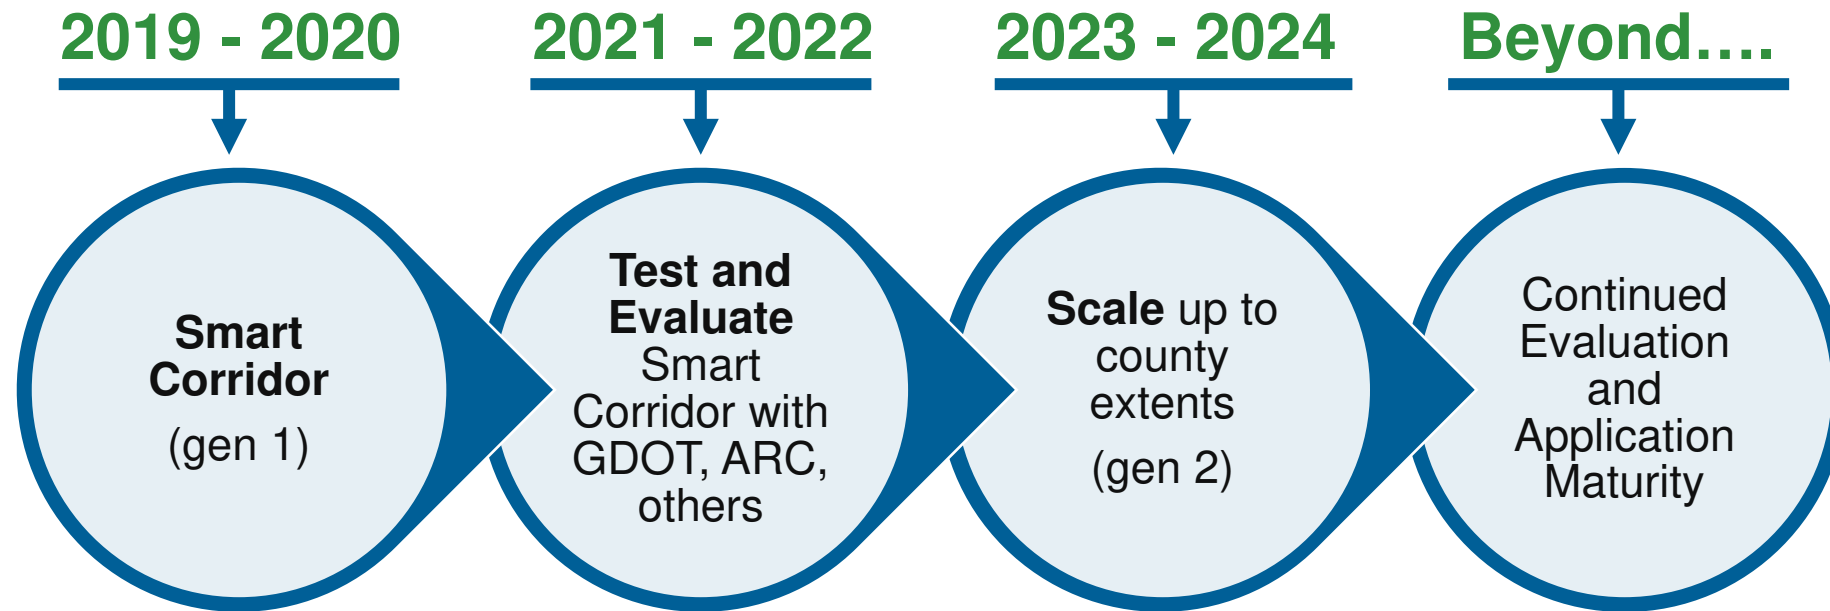 2019 - 2020
Smart
Corridor
(gen 1)
2021 - 2022
Test and
Evaluate
Smart
Corridor with
GDOT, ARC,
others
2023 - 2024
Scale up to
county
extents
(gen 2)
Beyond....
Continued
Evaluation
and
Application
Maturity